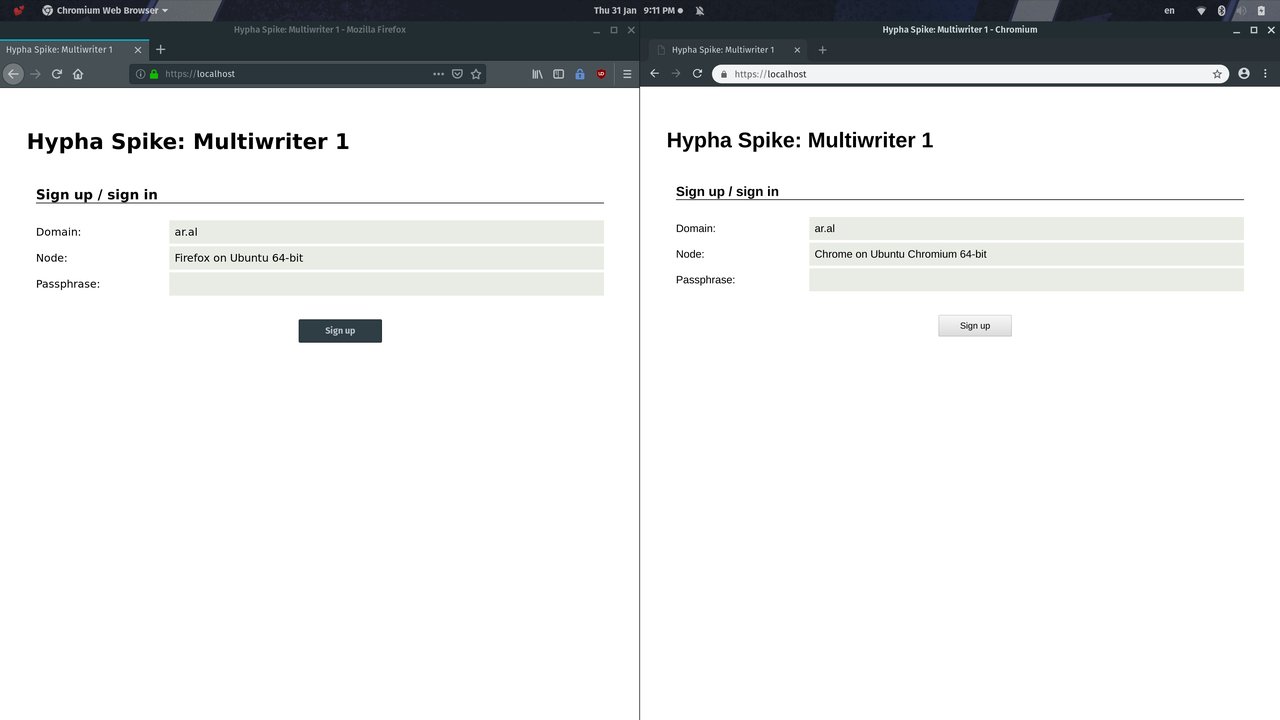 Chromium Web Browser
Thu 31 Jan 9:11 PM
en
Hypha Spike: Multiwriter 1 - Mozilla Firefox
Hypha Spike: Multiwriter 1
https://localhost
Hypha Spike: Multiwriter 1
Sign up / sign in
Domain: ar.al
Node: Firefox on Ubuntu 64-bit
Passphrase:
Sign up
Hypha Spike: Multiwriter 1 - Chromium
Hypha Spike: Multiwriter 1
https://localhost
Hypha Spike: Multiwriter 1
Sign up / sign in
Domain: ar.al
Node: Chrome on Ubuntu Chromium 64-bit
Passphrase:
Sign up